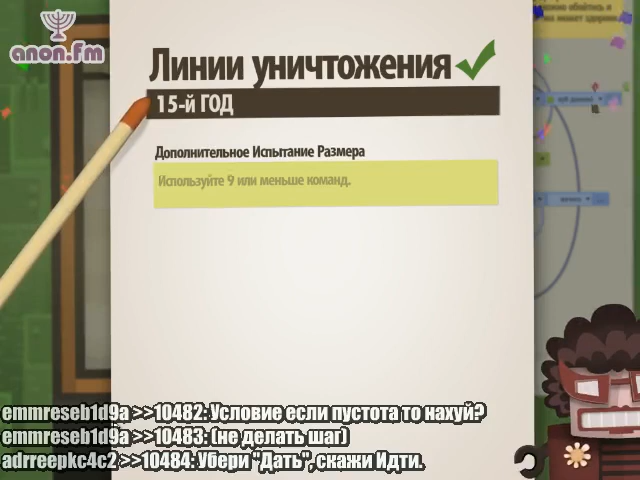 anon.fm
Линии уничтожения
15-й ГОД
Дополнительное Испытание Размера
Используйте 9 или меньше команд.
emmreseb1d9a >>10482: Условие если пустота то нахуй?
emmreseb1d9a >>10483: (не делать шаг)
adrreepkc4c2 >>10484: Убери "Дать", скажи Идти.